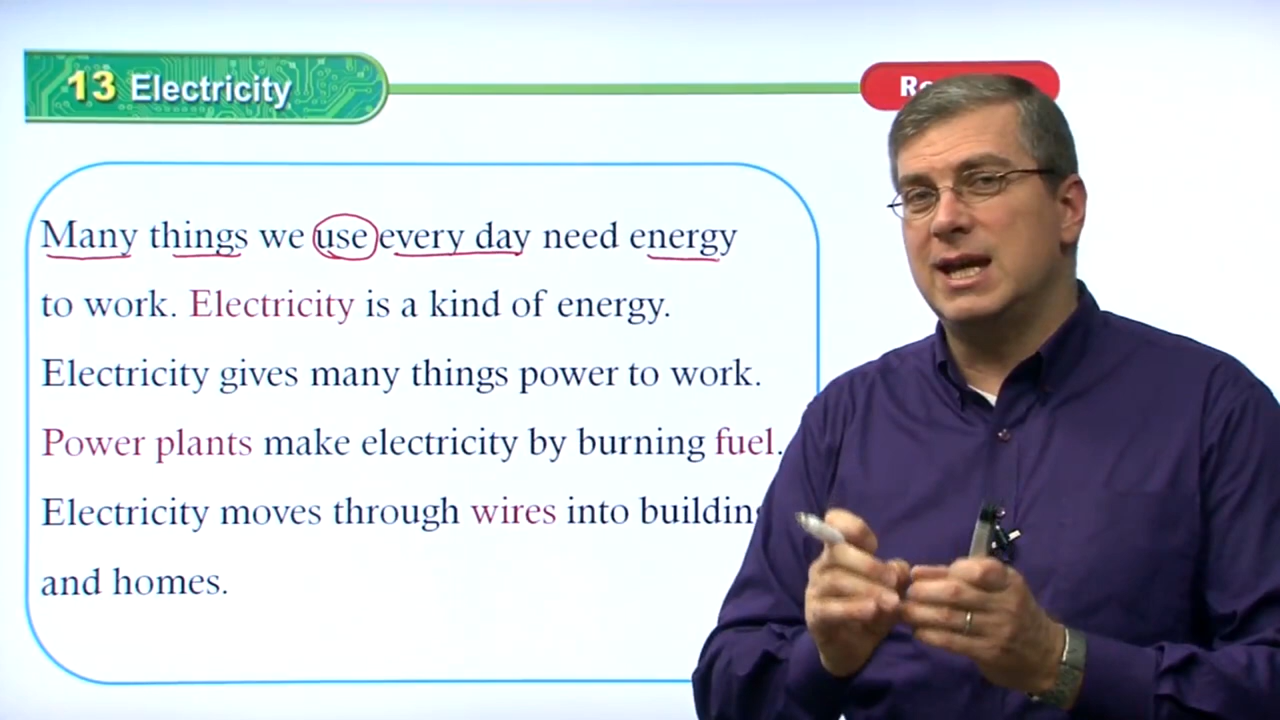 13 Electricity
Many things we use every day need energy
to work. Electricity is a kind of energy.
Electricity gives many things power to work.
Power plants make electricity by burning fuel.
Electricity moves through wires into
and homes.